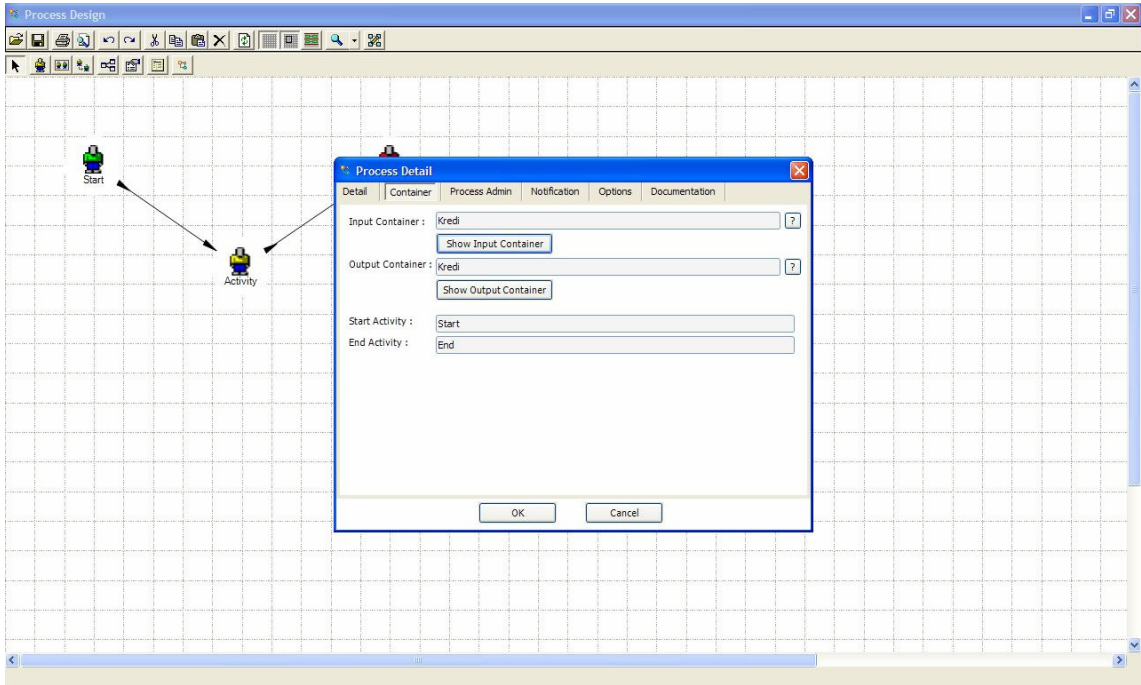 Process Design
Start
Activity
Process Detail
Detail Container Process Admin Notification Options Documentation
Input Container : Kredi ?
Show Input Container
Output Container : Kredi ?
Show Output Container
Start Activity : Start
End Activity : End
OK Cancel